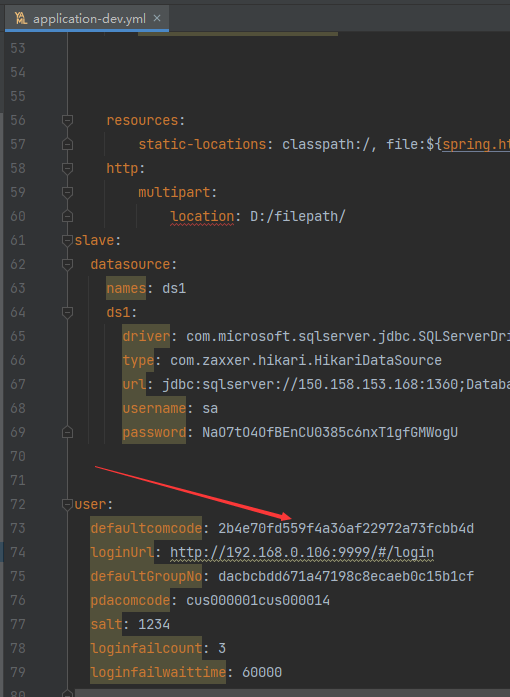 application-dev.yml
53
54
55
56 resources:
57 static-locations: classpath:/, file:${spring.ht
58 http:
59 multipart:
60 location: D:/filepath/
61 slave:
62 datasource:
63 names: ds1
64 ds1:
65 driver: com.microsoft.sqlserver.jdbc.SQLServerDri
66 type: com.zaxxer.hikari.HikariDataSource
67 url: jdbc:sqlserver://150.158.153.168:1360;Databa
68 username: sa
69 password: NaO7tO4OfBEnCU0385c6nxT1gfGMWogU
70
71
72 user:
73 defaultcomcode: 2b4e70fd559f4a36af22972a73fcbb4d
74 loginUrl: http://192.168.0.106:9999/#/login
75 defaultGroupNo: dacbcbdd671a47198c8ecaeb0c15b1cf
76 pdacomcode: cus000001cus000014
77 salt: 1234
78 loginfailcount: 3
79 loginfailwaittime: 60000
80